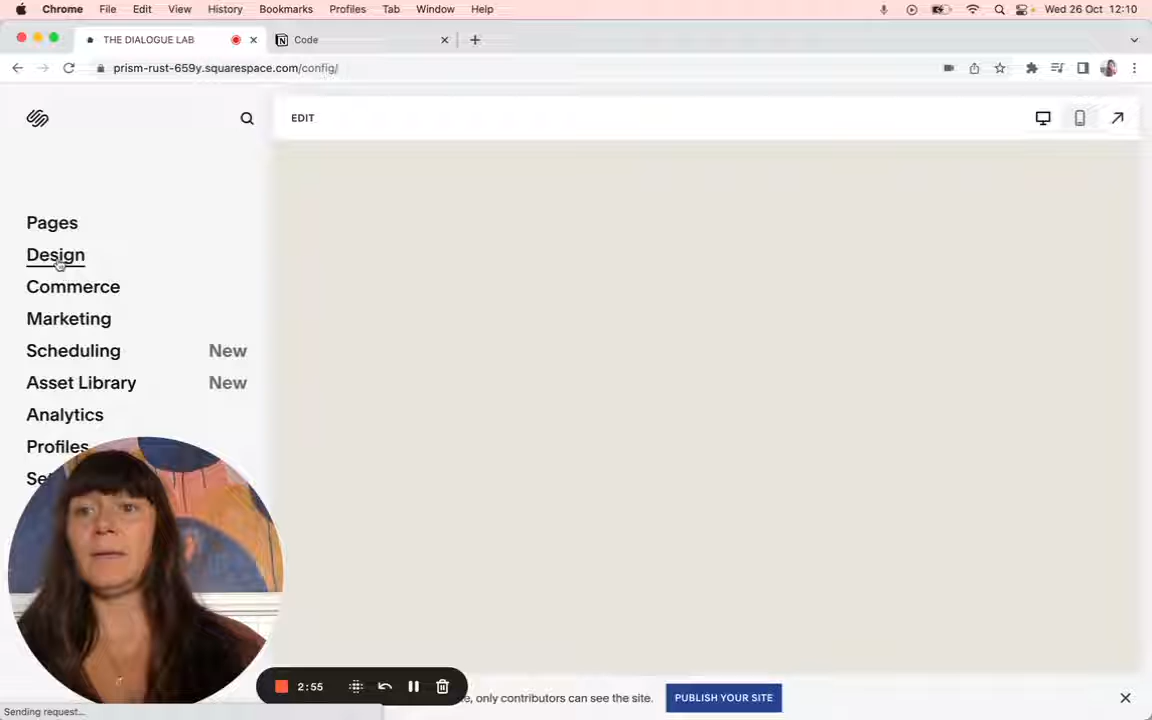 Chrome File Edit View History Bookmarks Profiles Tab Window Help Wed 26 Oct 12:10
THE DIALOGUE LAB Code
prism-rust-659y.squarespace.com/config/
EDIT
Pages
Design
Commerce
Marketing
Scheduling New
Asset Library New
Analytics
Profiles
2:55
only contributors can see the site. PUBLISH YOUR SITE
Sending request...